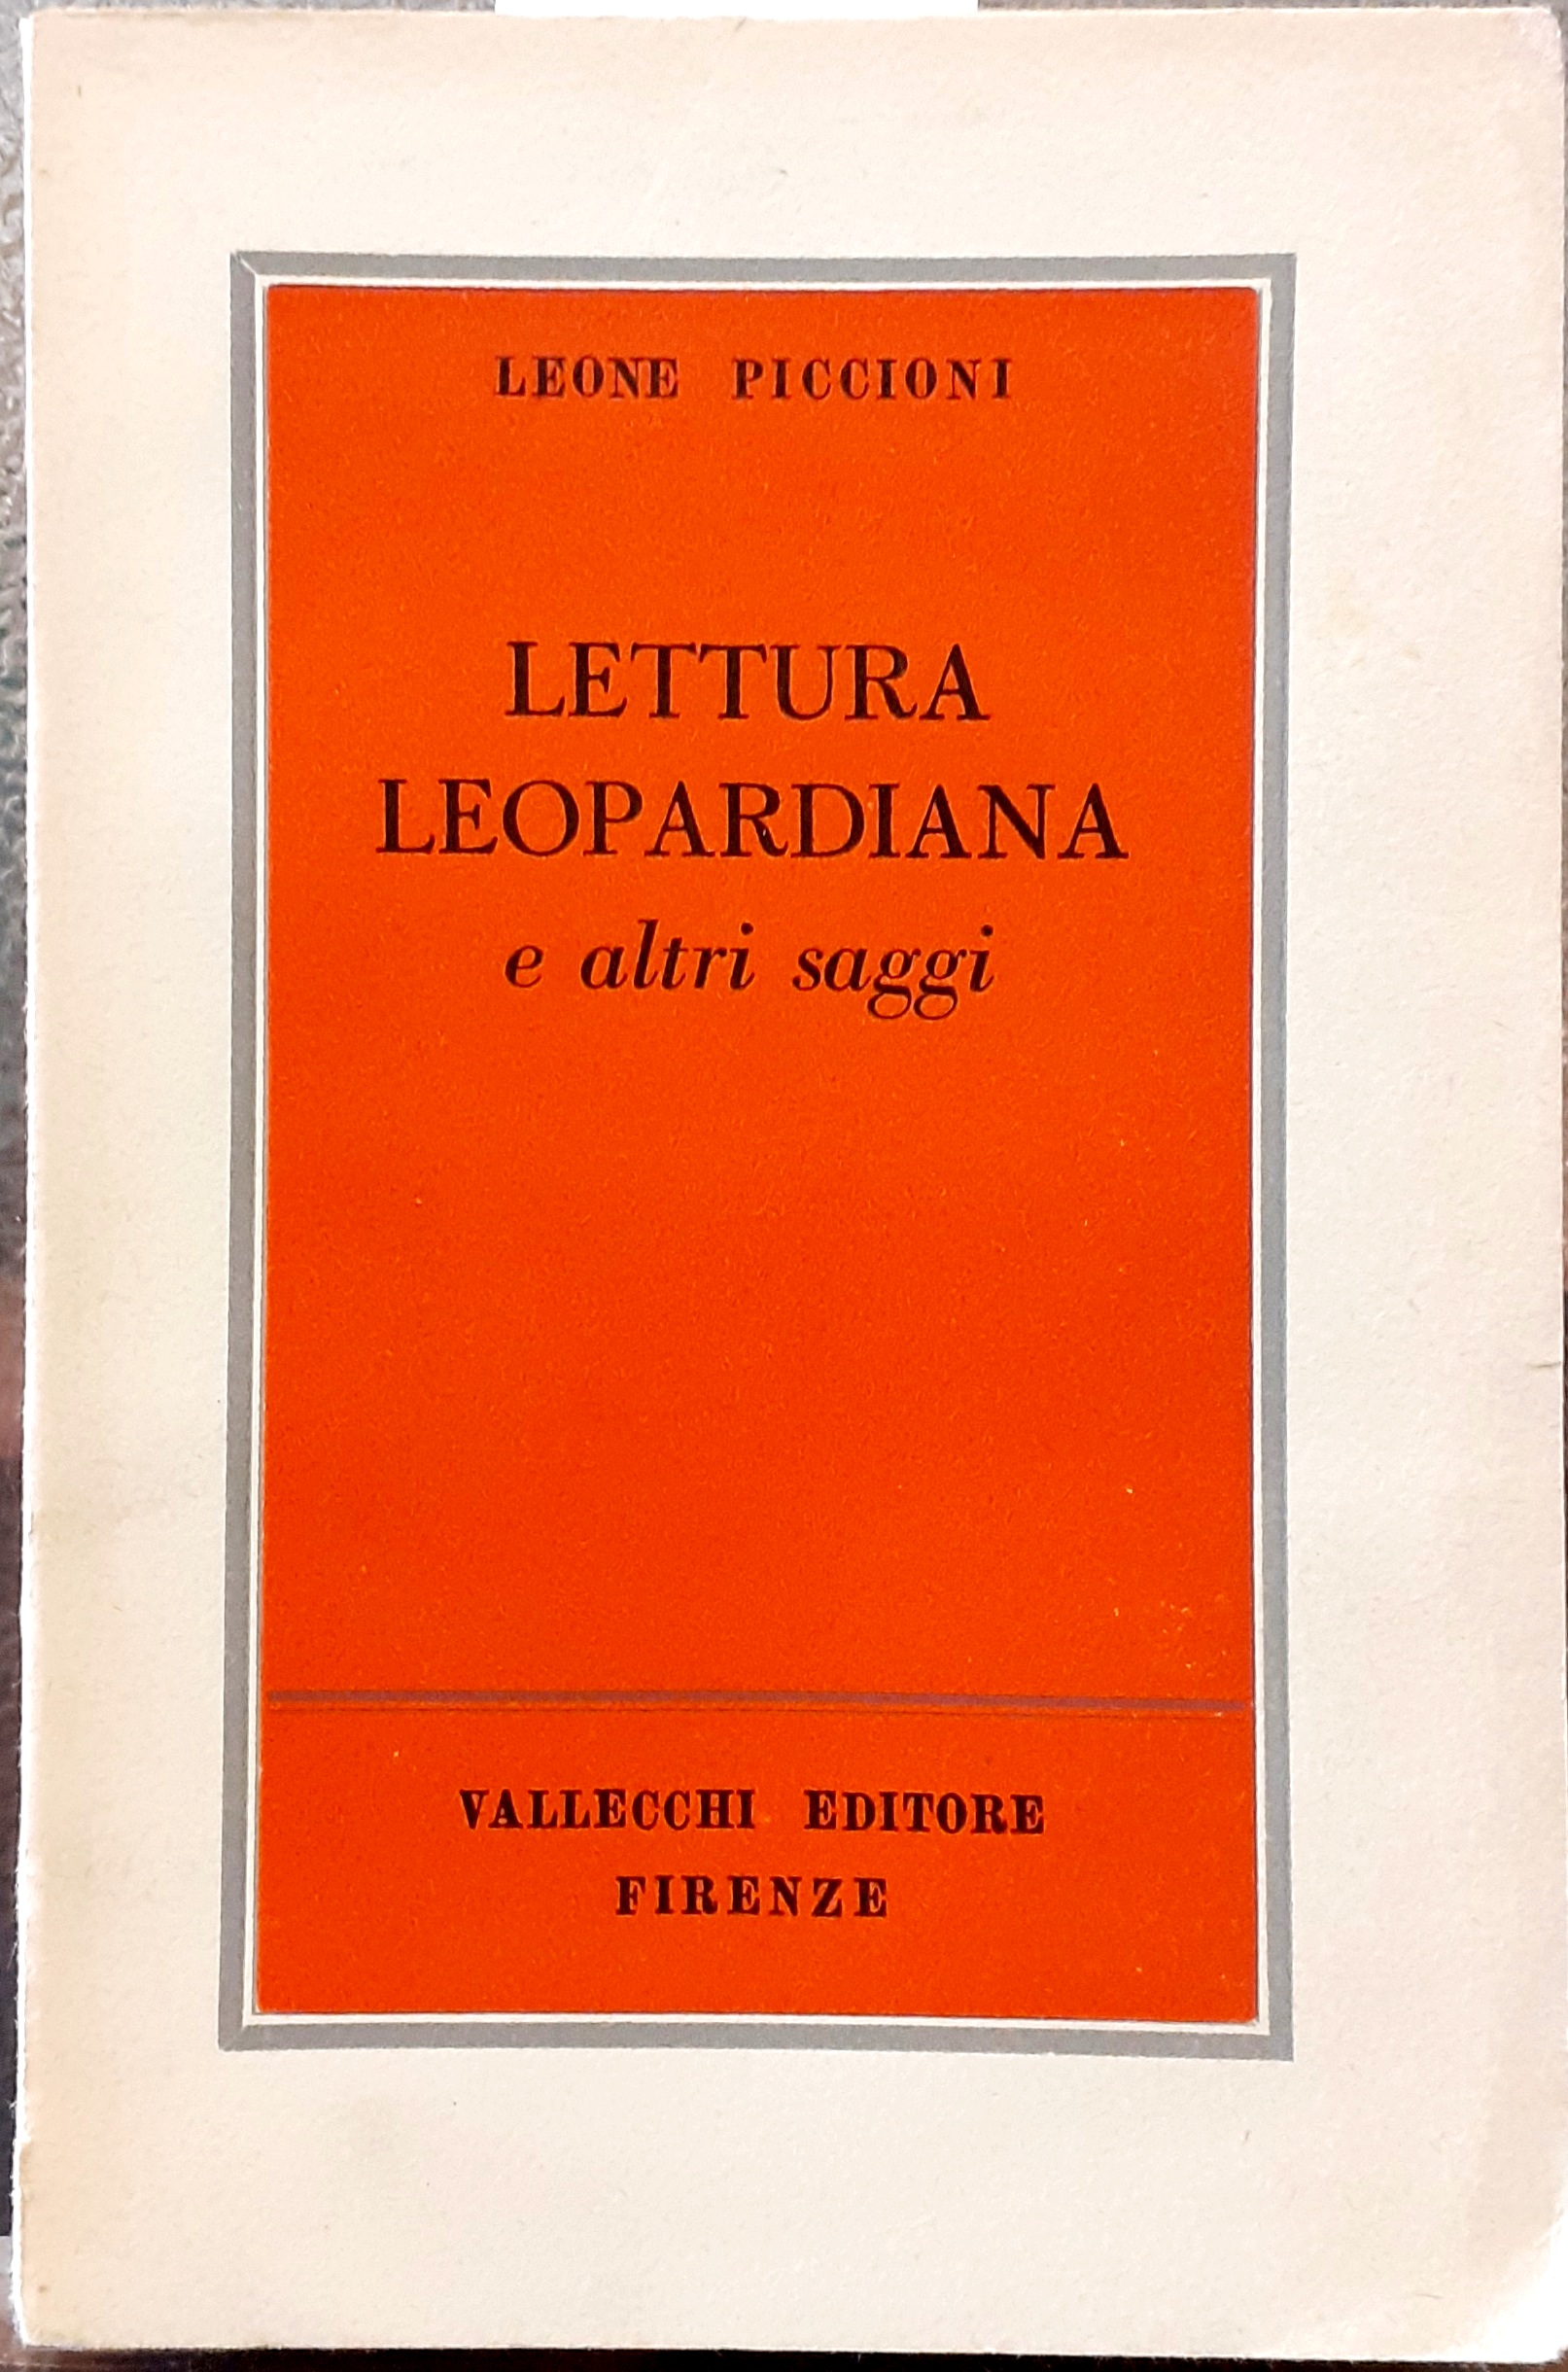 LEONE PICCIONI
LETTURA
LEOPARDIANA
e altri saggi
VALLECCHI EDITORE
FIRENZE